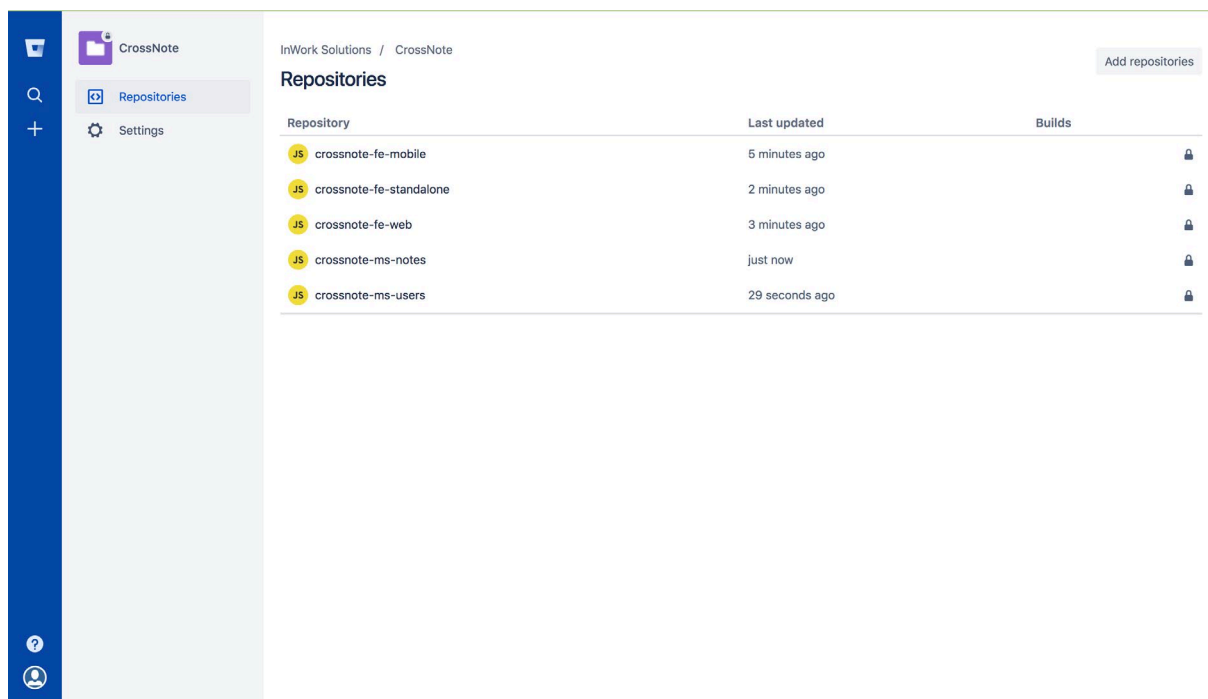 CrossNote
Repositories
Settings
InWork Solutions / CrossNote
Repositories
Add repositories
Repository Last updated Builds
JS crossnote-fe-mobile 5 minutes ago
JS crossnote-fe-standalone 2 minutes ago
JS crossnote-fe-web 3 minutes ago
JS crossnote-ms-notes just now
JS crossnote-ms-users 29 seconds ago